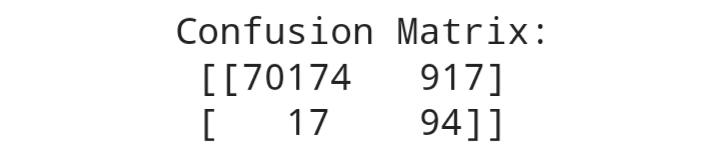 Confusion Matrix:
[[70174   917]
[   17    94]]